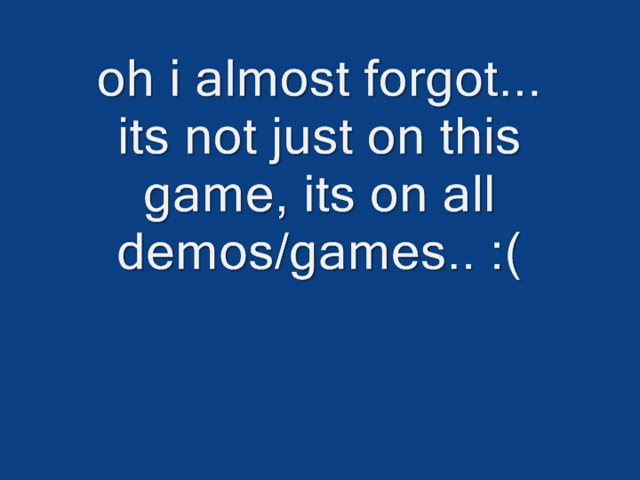 oh i almost forgot...
its not just on this
game, its on all
demos/games.. :(